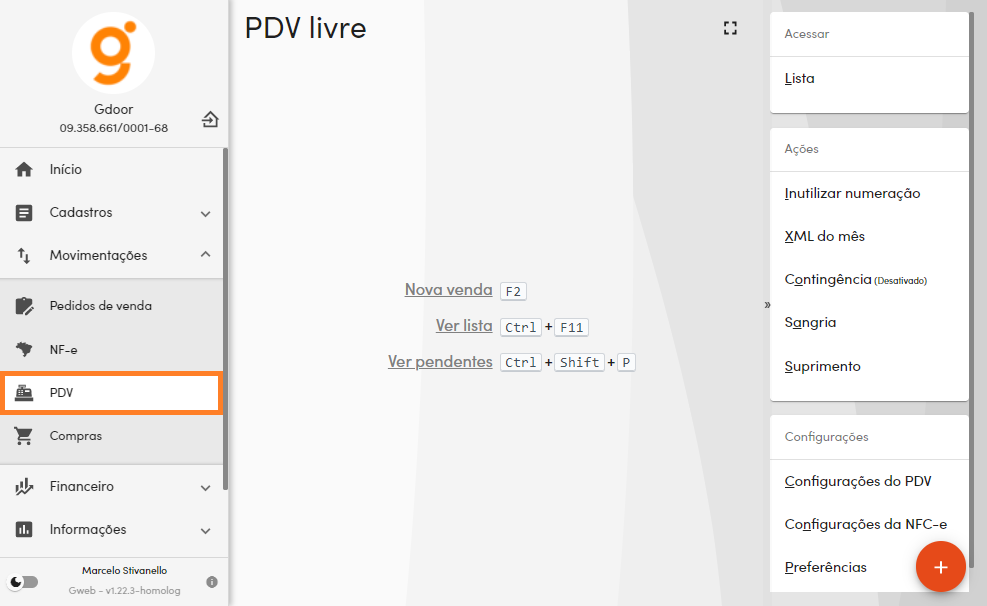 Gdoor
09.358.661/0001-68
Início
Cadastros
Movimentações
Pedidos de venda
NF-e
PDV
Compras
Financeiro
Informações
Marcelo Stivanello
Gweb - v1.22.3-homolog
PDV livre
Nova venda F2
Ver lista Ctrl + F11
Ver pendentes Ctrl + Shift + P
»
Acessar
Lista
Ações
Inutilizar numeração
XML do mês
Contingência (Desativado)
Sangria
Suprimento
Configurações
Configurações do PDV
Configurações da NFC-e
Preferências
+